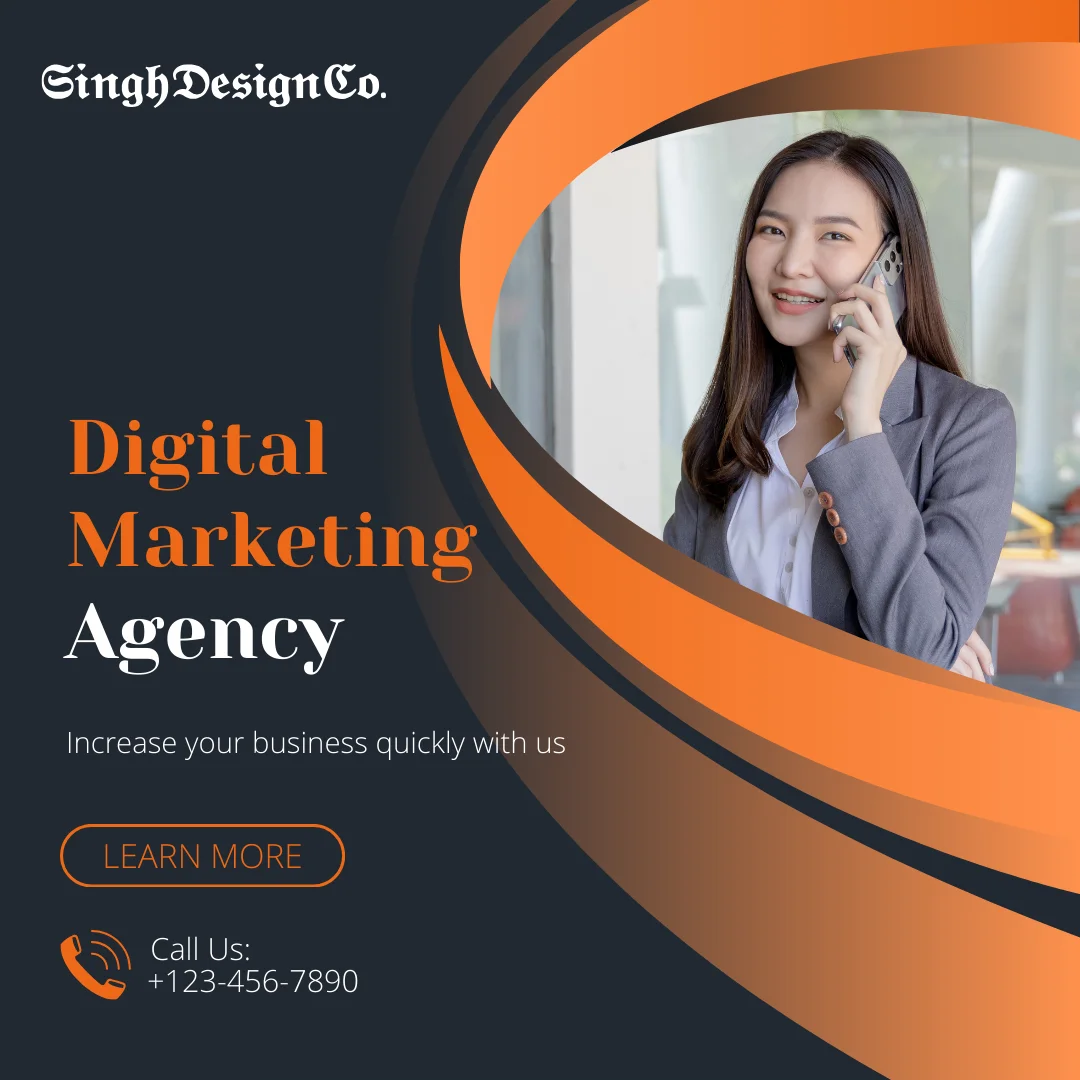 SinghDesignCo.
Digital
Marketing
Agency
Increase your business quickly with us
LEARN MORE
Call Us:
+123-456-7890